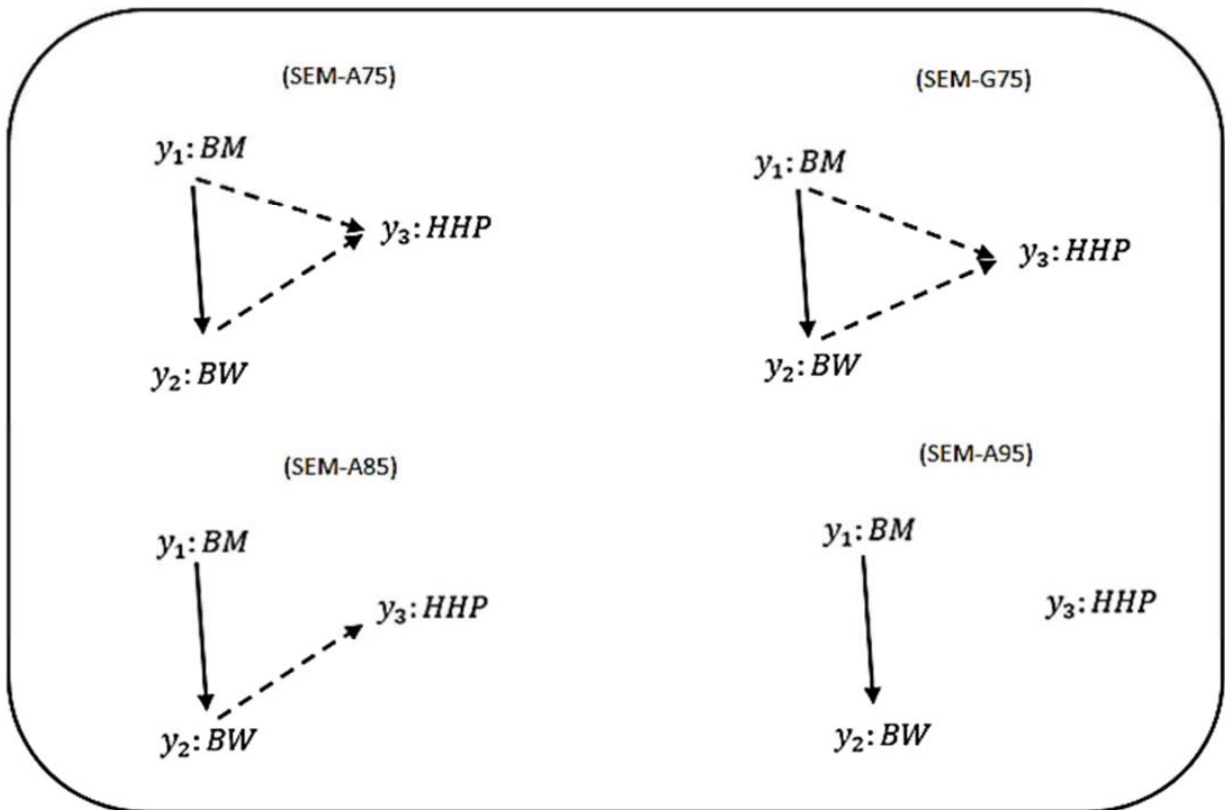 (SEM-A75)
y₁: BM
y₃: HHP
y₂: BW
(SEM-G75)
y₁: BM
y₃: HHP
y₂: BW
(SEM-A85)
y₁: BM
y₃: HHP
y₂: BW
(SEM-A95)
y₁: BM
y₃: HHP
y₂: BW